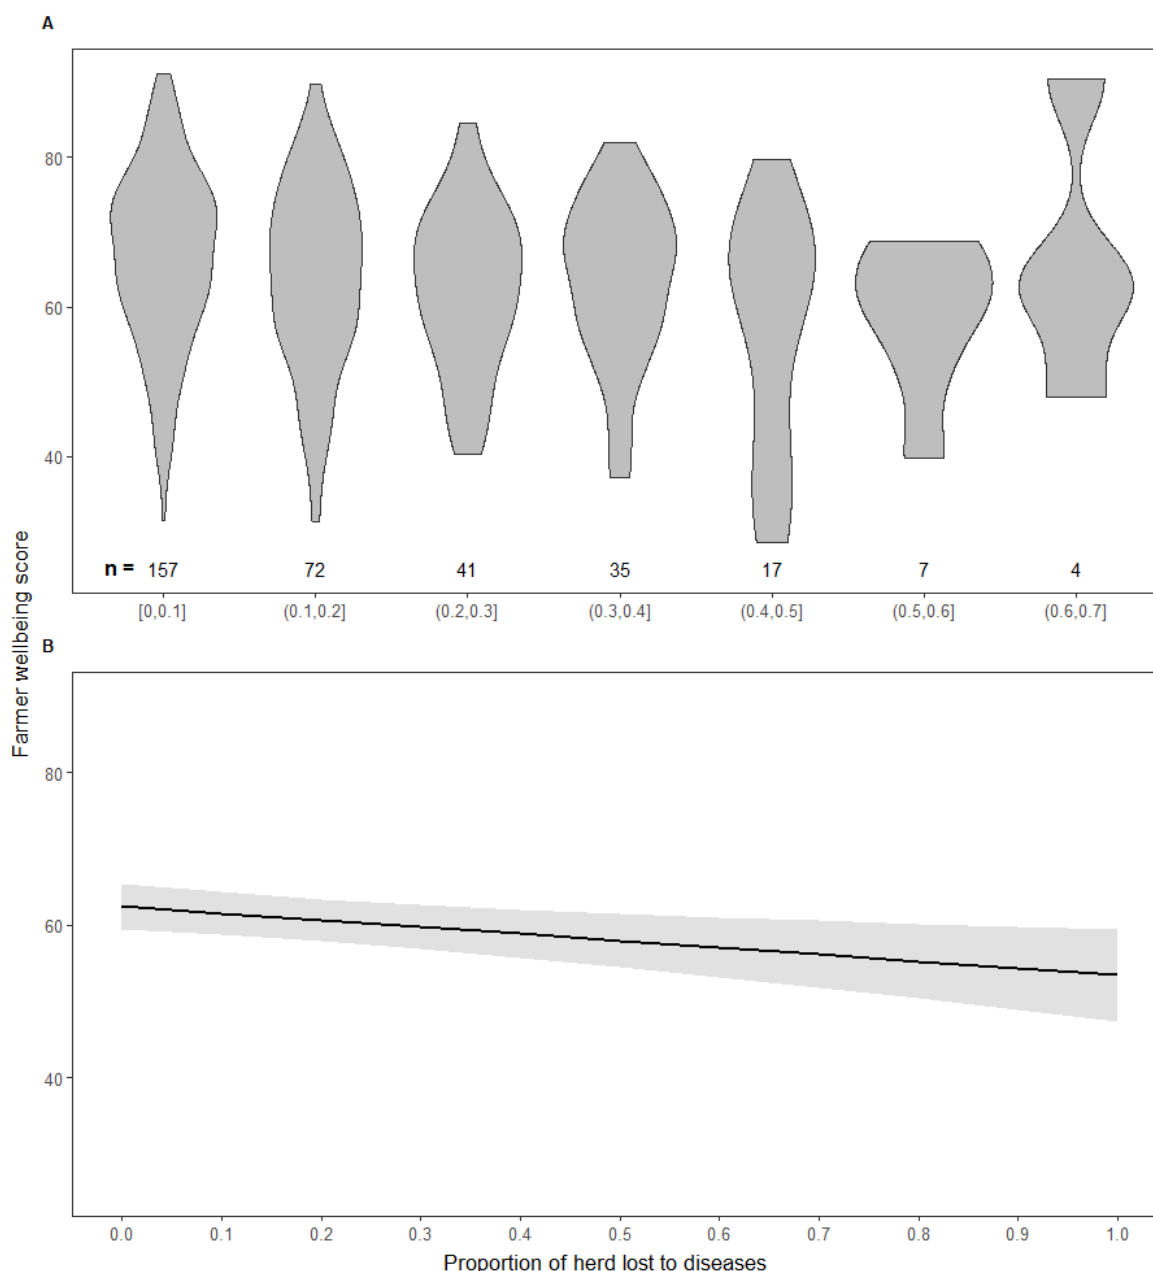 A
80
60
40
n = 157 72 41 35 17 7 4
[0,0.1] (0.1,0.2] (0.2,0.3] (0.3,0.4] (0.4,0.5] (0.5,0.6] (0.6,0.7]
Farmer wellbeing score
B
80
60
40
0.0 0.1 0.2 0.3 0.4 0.5 0.6 0.7 0.8 0.9 1.0
Proportion of herd lost to diseases